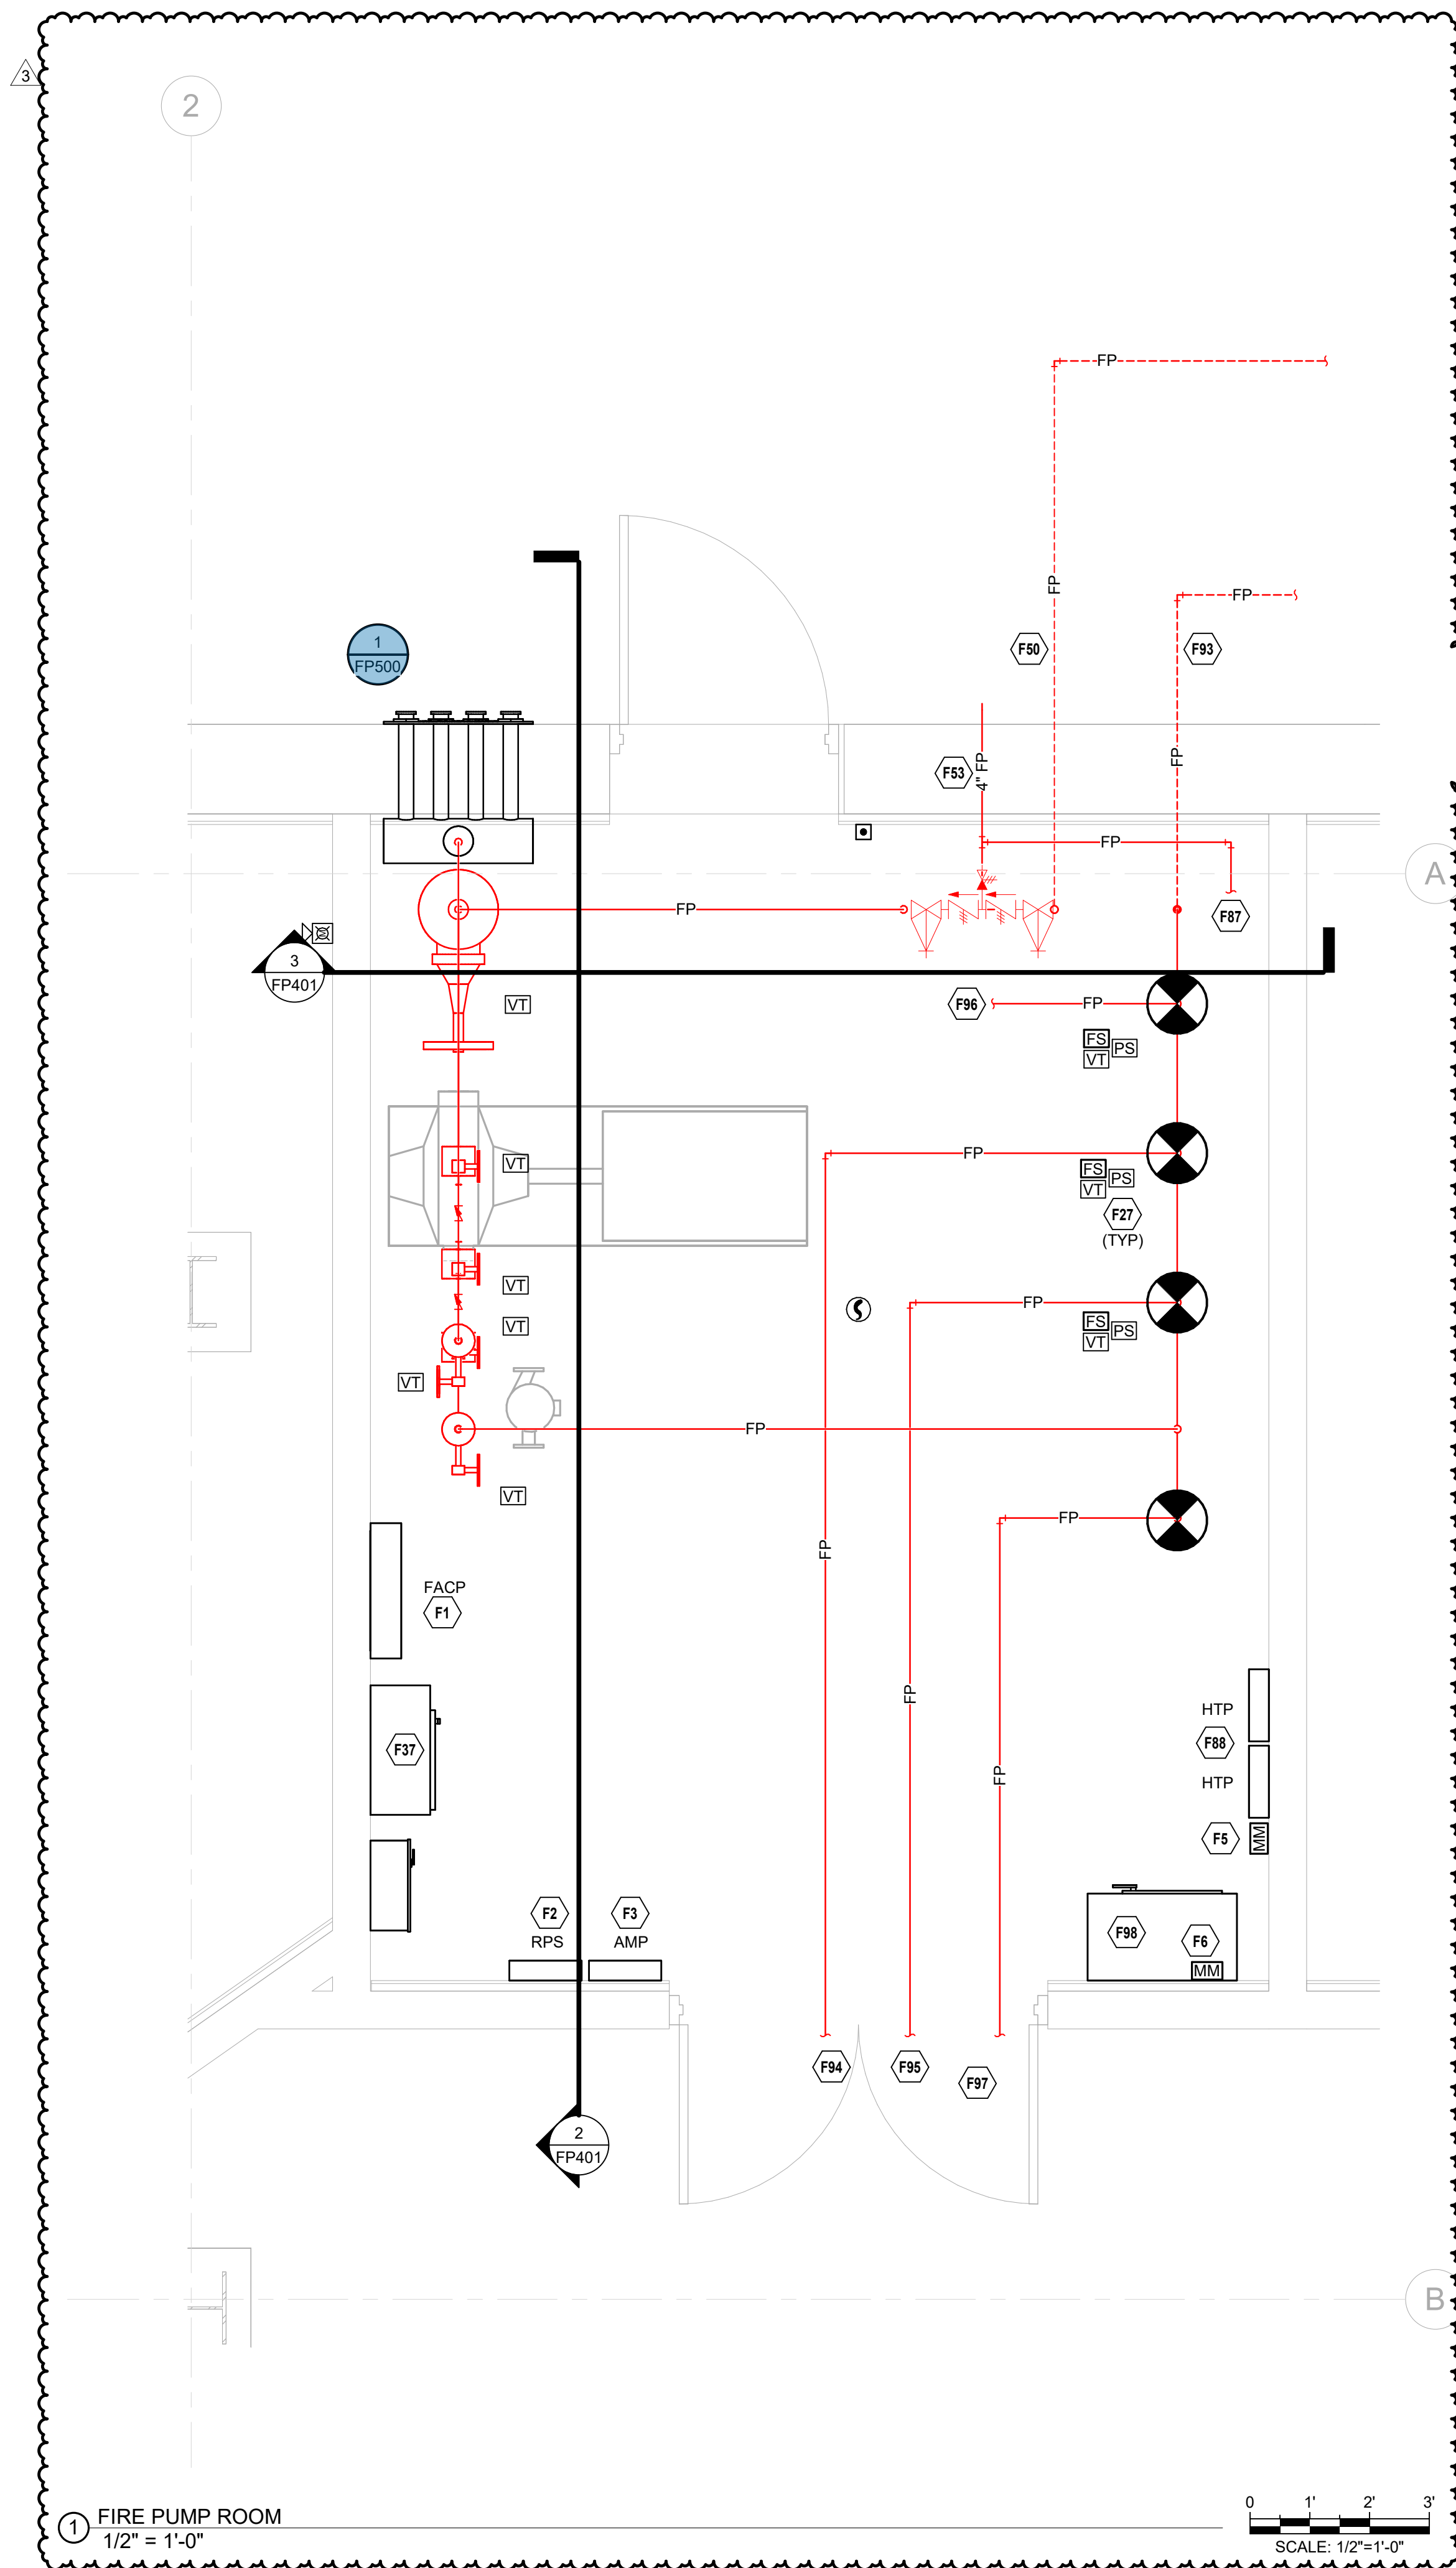 3
2
FP
FP
FP
1
FP500
F50
F93
FP
F53
4" FP
FP
A
FP
F87
3
FP401
VT
F96
FP
FS
VT
PS
FP
VT
FS
VT
PS
F27
(TYP)
VT
FP
VT
FS
VT
PS
VT
FP
VT
FP
FP
FACP
F1
FP
HTP
F37
F88
FP
HTP
F5
MM
F2
F3
RPS
AMP
F98
F6
MM
F94
F95
F97
2
FP401
B
1
FIRE PUMP ROOM
1/2" = 1'-0"
0 1' 2' 3'
SCALE: 1/2"=1'-0"